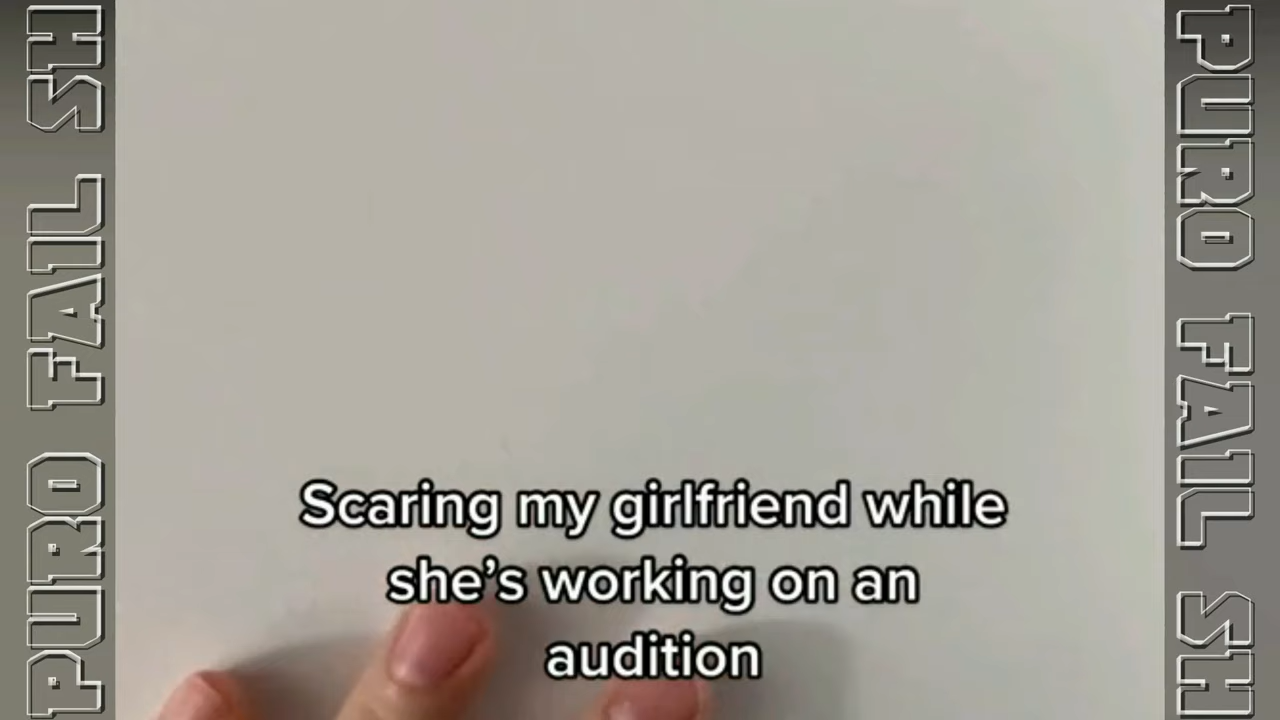 PURO FAIL SH
Scaring my girlfriend while
she’s working on an
audition
PURO FAIL SH